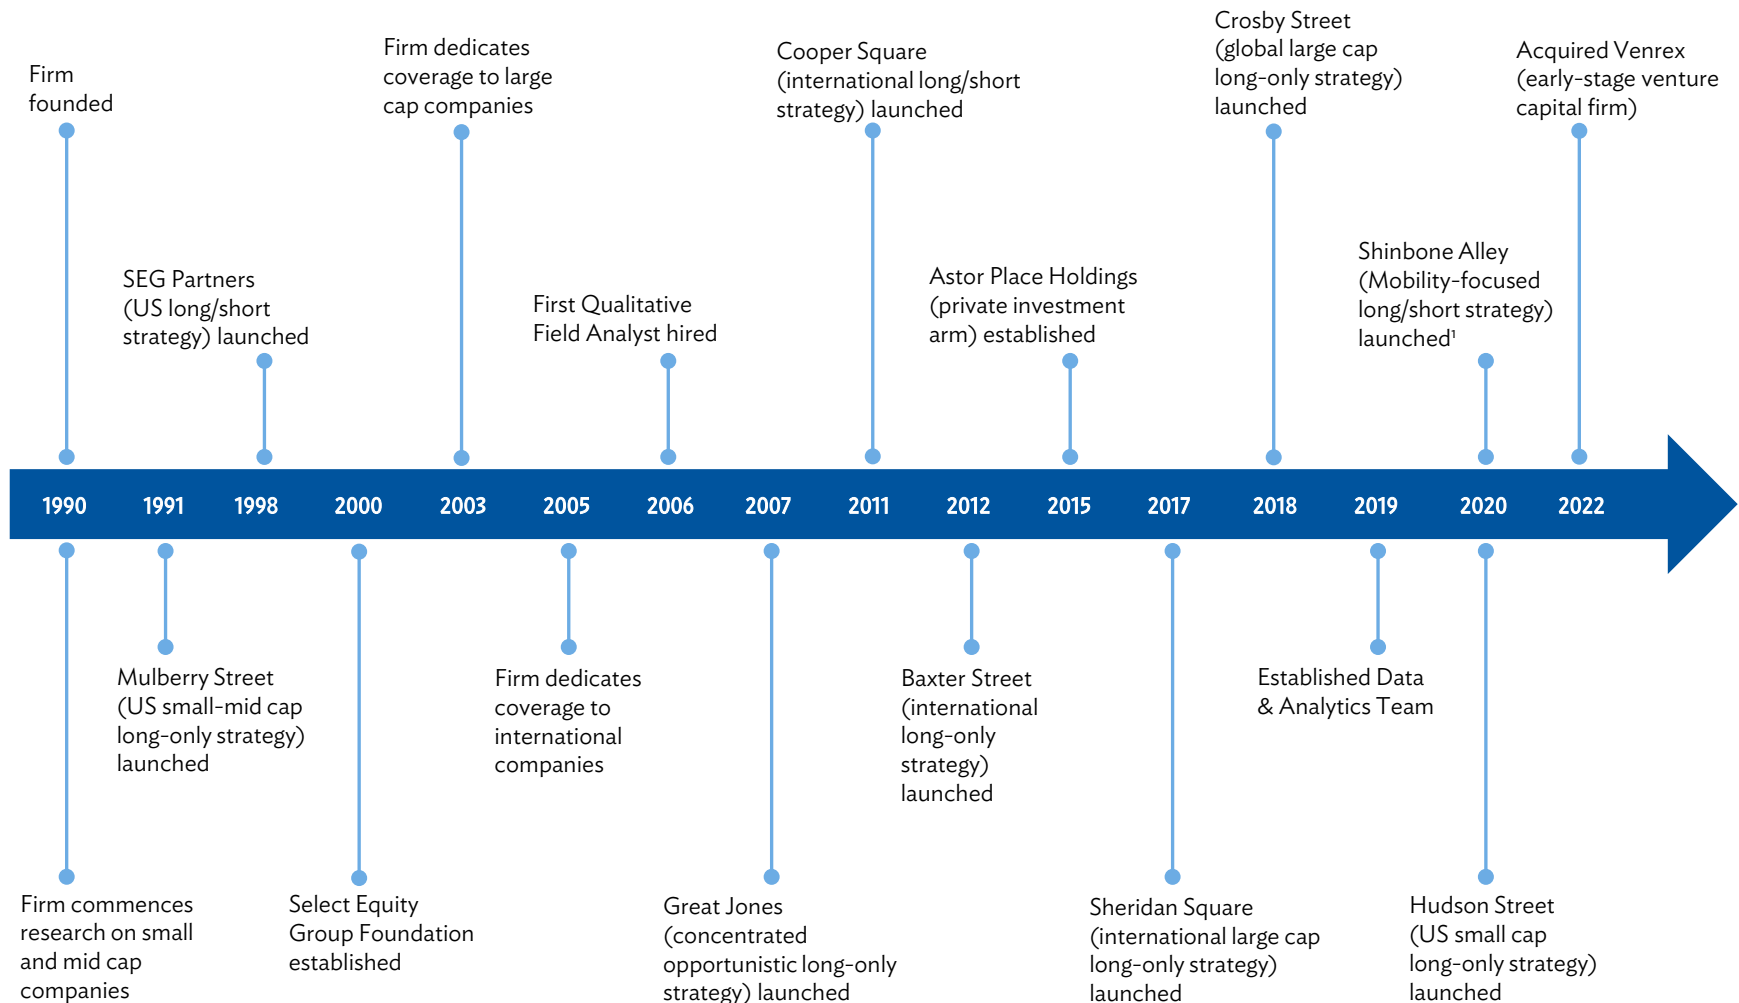 Firm
founded
Firm dedicates
coverage to large
cap companies
Cooper Square
(international long/short
strategy) launched
Crosby Street
(global large cap
long-only strategy)
launched
Acquired Venrex
(early-stage venture
capital firm)
SEG Partners
(US long/short
strategy) launched
First Qualitative
Field Analyst hired
Astor Place Holdings
(private investment
arm) established
Shinbone Alley
(Mobility-focused
long/short strategy)
launched¹
1990 1991 1998 2000 2003 2005 2006 2007 2011 2012 2015 2017 2018 2019 2020 2022
Mulberry Street
(US small-mid cap
long-only strategy)
launched
Firm dedicates
coverage to
international
companies
Baxter Street
(international
long-only
strategy)
launched
Established Data
& Analytics Team
Firm commences
research on small
and mid cap
companies
Select Equity
Group Foundation
established
Great Jones
(concentrated
opportunistic long-only
strategy) launched
Sheridan Square
(international large cap
long-only strategy)
launched
Hudson Street
(US small cap
long-only strategy)
launched